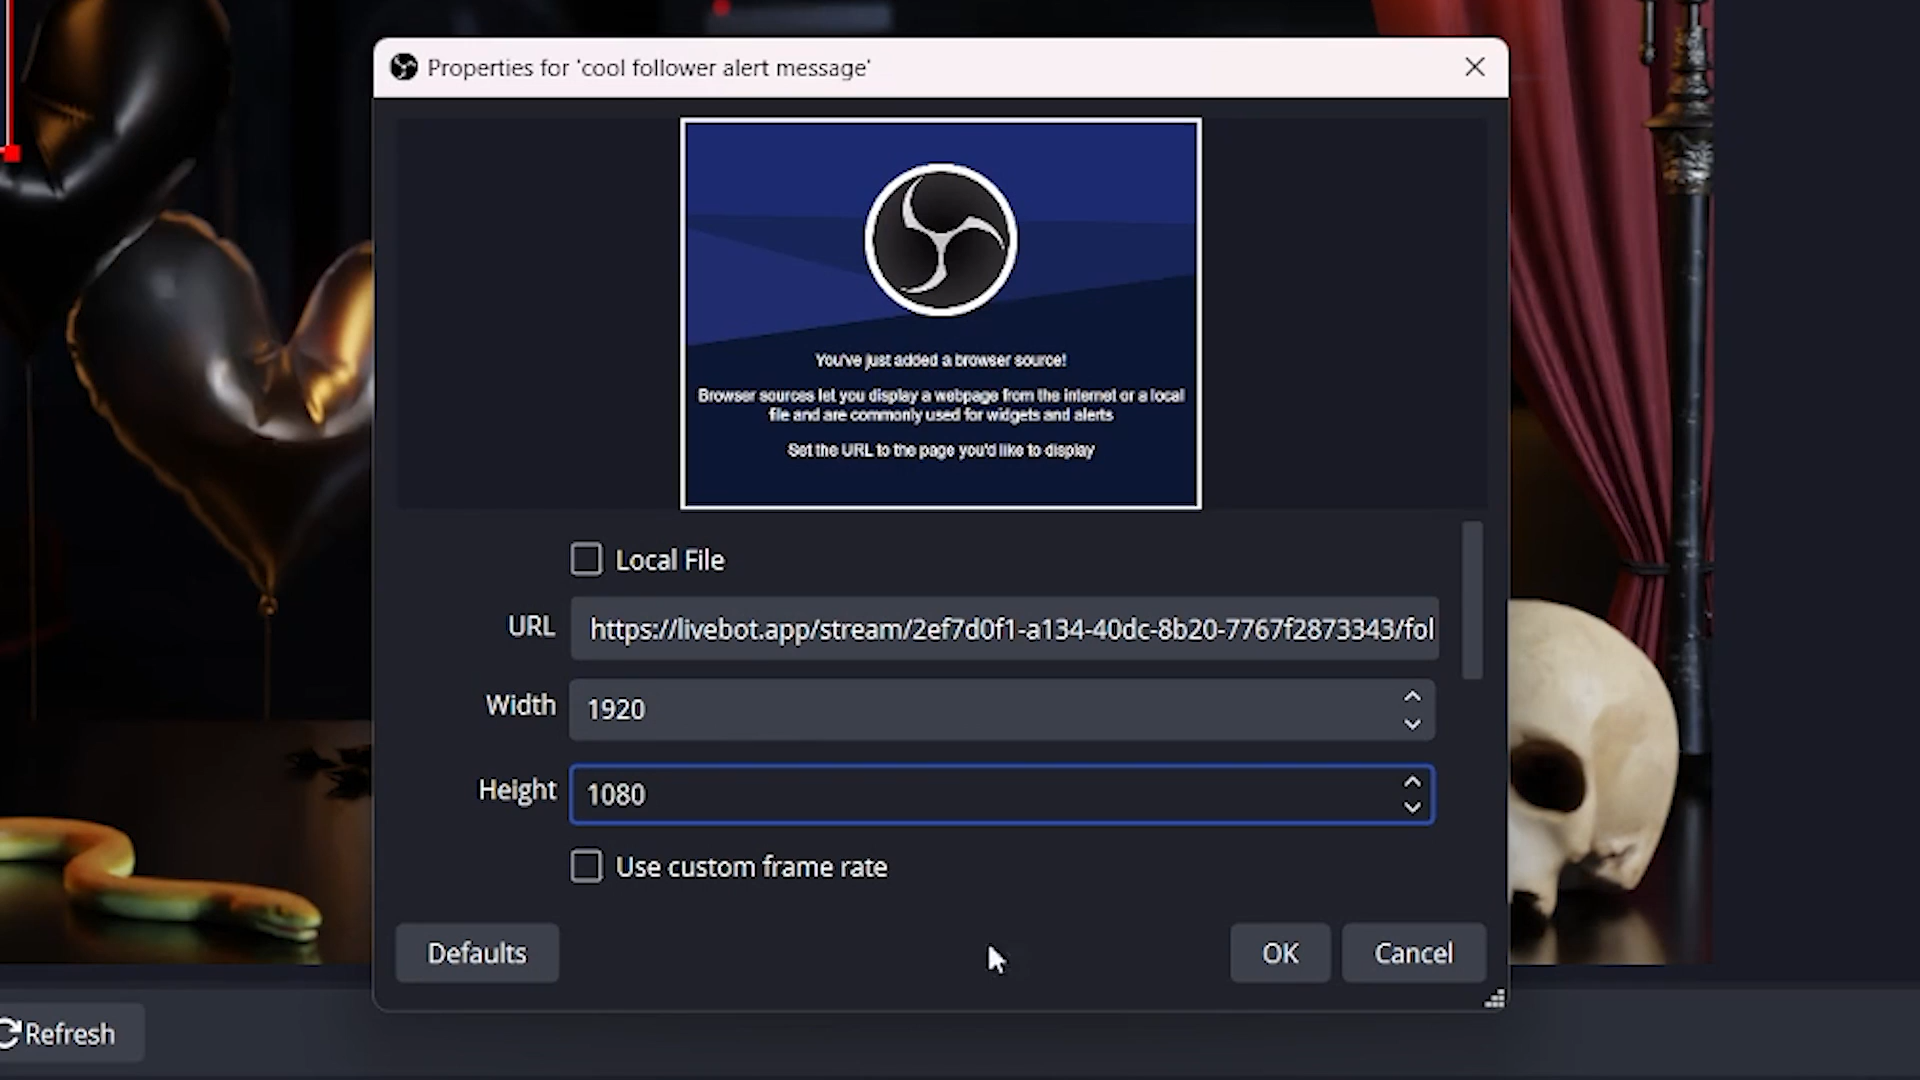 Properties for 'cool follower alert message'
You've just added a browser source!
Browser sources let you display a webpage from the internet or a local
file and are commonly used for widgets and alerts
Set the URL to the page you'd like to display
Local File
URL
https://livebot.app/stream/2ef7d0f1-a134-40dc-8b20-7767f2873343/fol
Width
1920
Height
1080
Use custom frame rate
Defaults
OK
Cancel
Refresh